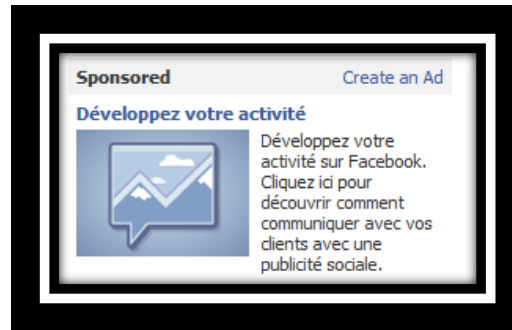 Sponsored Create an Ad
Développez votre activité
Développez votre
activité sur Facebook.
Cliquez ici pour
découvrir comment
communiquer avec vos
clients avec une
publicité sociale.